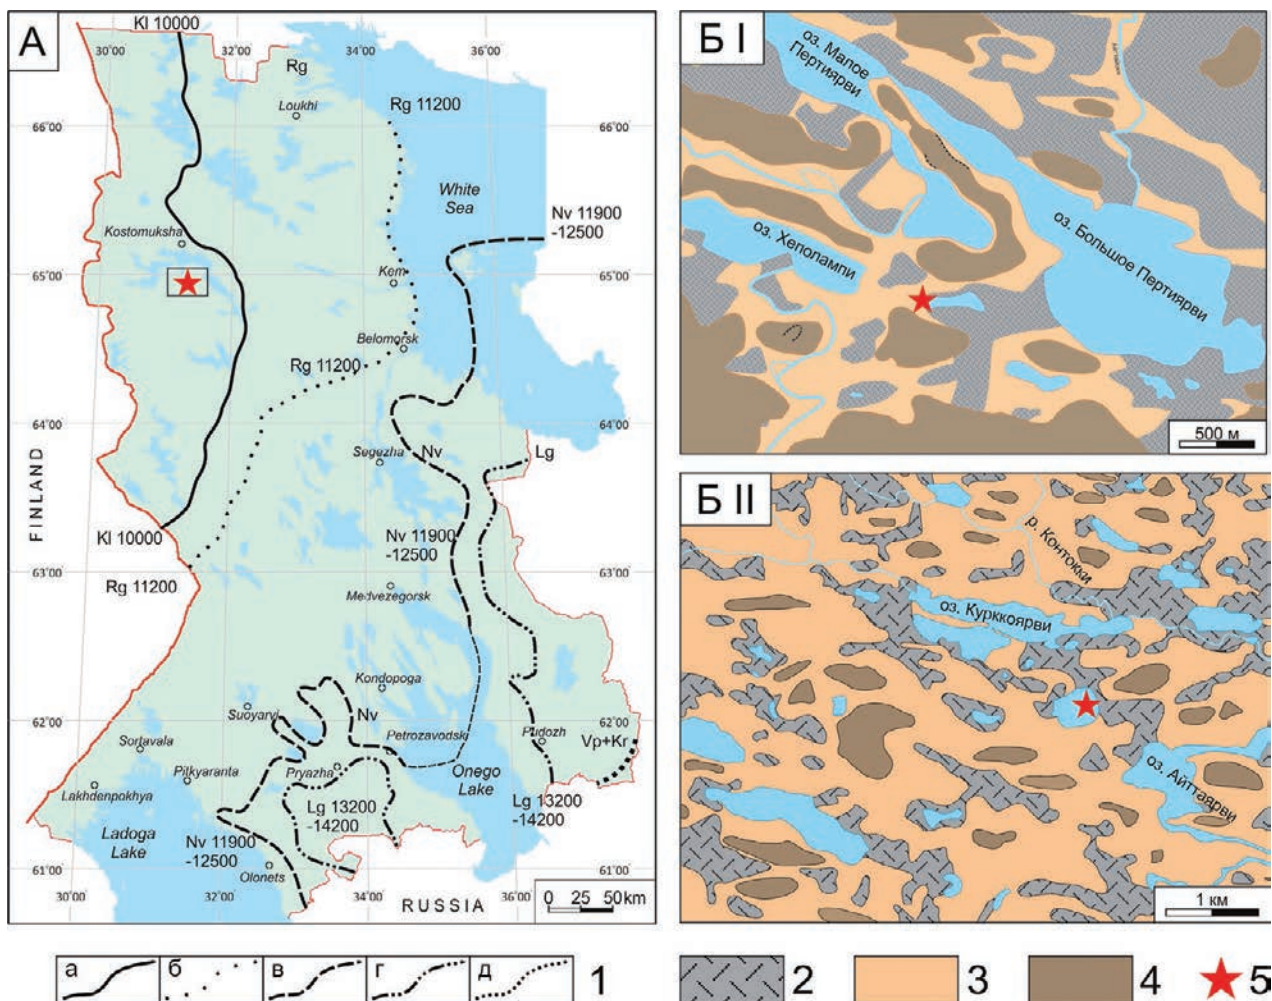 А
Kl 10000
30°00'
32°00'
36°00'
Rg
Loukhi
Rg 11200
66°00'
66°00'
White
Sea
Nv 11900
-12500
Kostomuksha
65°00'
65°00'
Kem
Belomorsk
Rg 11200
64°00'
64°00'
Segezha
Nv
Lg
FINLAND
Kl 10000
Nv 11900
-12500
Rg 11200
63°00'
63°00'
Medvezegorsk
Kondopoga
Suoyarvi
Nv
62°00'
62°00'
Sortavala
Petrozavodsk
Pudozh
Vp+Kr
Pitkyaranta
Pryazha
Onego
Lake
Lakhdenpokhya
Lg 13200
-14200
Lg 13200
-14200
Ladoga
Lake
Nv 11900
-12500
61°00'
61°00'
Olonets
30°00'
32°00'
34°00'
36°00'
RUSSIA
0 25 50km
Б I
оз. Малое
Пертиярви
оз. Хеполампи
оз. Большое Пертиярви
500 м
Б II
р. Контокки
оз. Курккоярви
оз. Айттаярви
1 км
а
б
в
г
д
1
2
3
4
5